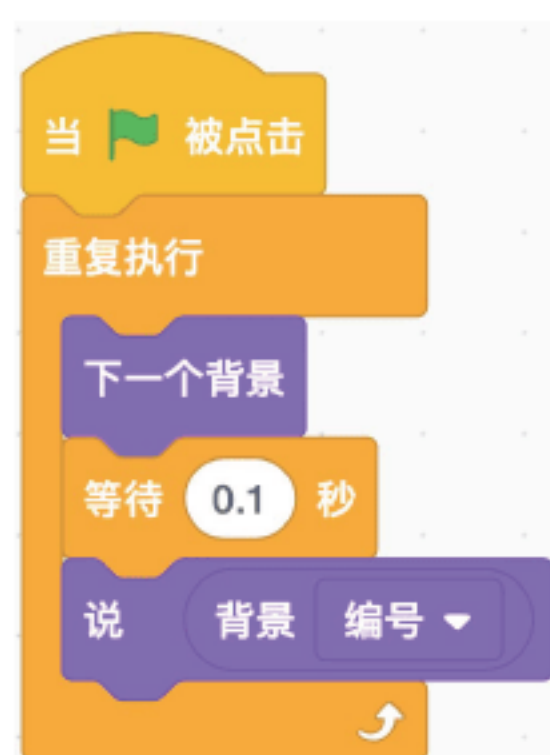 当 被点击
重复执行
下一个背景
等待 0.1 秒
说 背景 编号